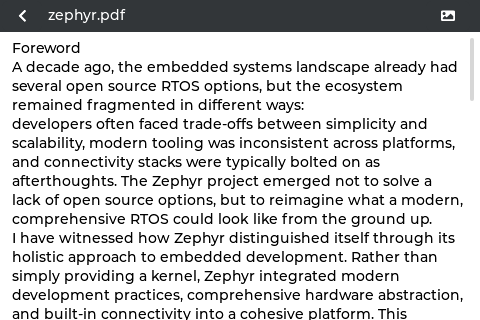 zephyr.pdf
Foreword
A decade ago, the embedded systems landscape already had
several open source RTOS options, but the ecosystem
remained fragmented in different ways:
developers often faced trade-offs between simplicity and
scalability, modern tooling was inconsistent across platforms,
and connectivity stacks were typically bolted on as
afterthoughts. The Zephyr project emerged not to solve a
lack of open source options, but to reimagine what a modern,
comprehensive RTOS could look like from the ground up.
I have witnessed how Zephyr distinguished itself through its
holistic approach to embedded development. Rather than
simply providing a kernel, Zephyr integrated modern
development practices, comprehensive hardware abstraction,
and built-in connectivity into a cohesive platform. This